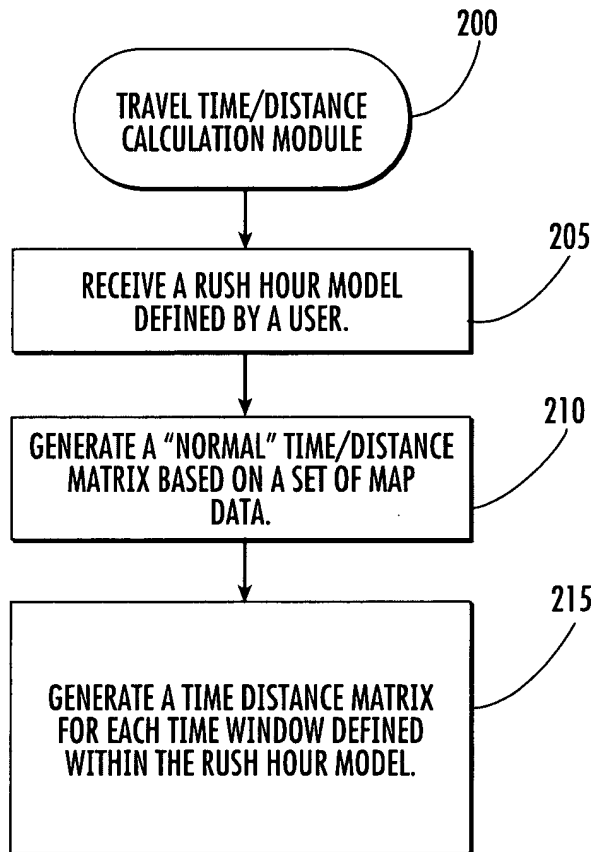 200
TRAVEL TIME/DISTANCE
CALCULATION MODULE
205
RECEIVE A RUSH HOUR MODEL
DEFINED BY A USER.
210
GENERATE A “NORMAL” TIME/DISTANCE
MATRIX BASED ON A SET OF MAP
DATA.
215
GENERATE A TIME DISTANCE MATRIX
FOR EACH TIME WINDOW DEFINED
WITHIN THE RUSH HOUR MODEL.